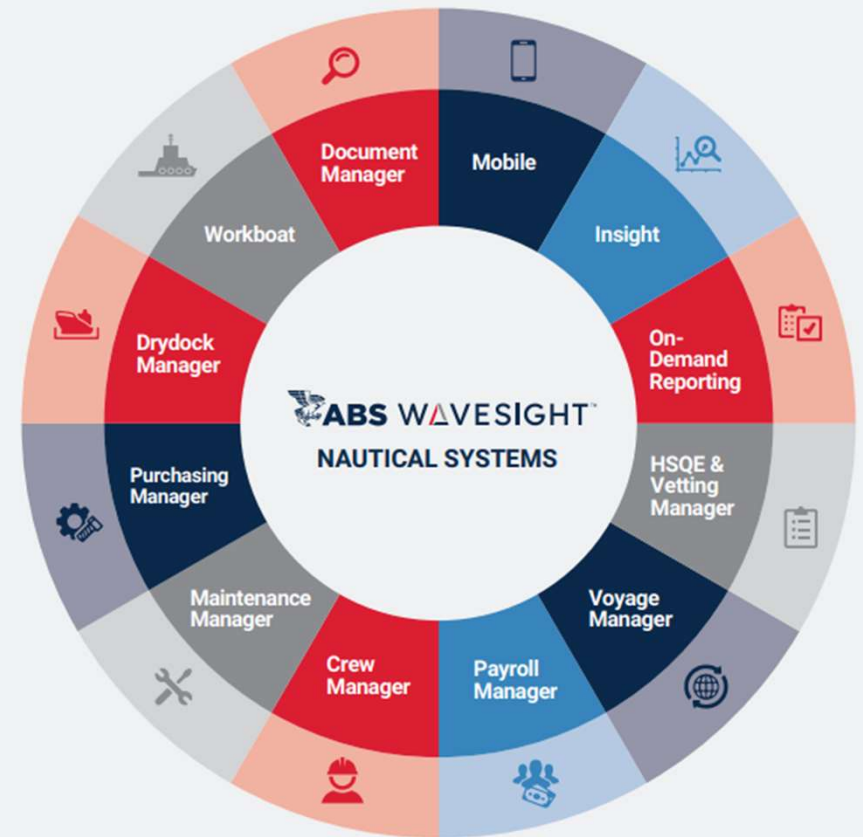 Document
Manager
Mobile
Insight
On-
Demand
Reporting
HSQE &
Vetting
Manager
Voyage
Manager
Payroll
Manager
Crew
Manager
Maintenance
Manager
Purchasing
Manager
Drydock
Manager
Workboat
ABS WAVESIGHT™
NAUTICAL SYSTEMS